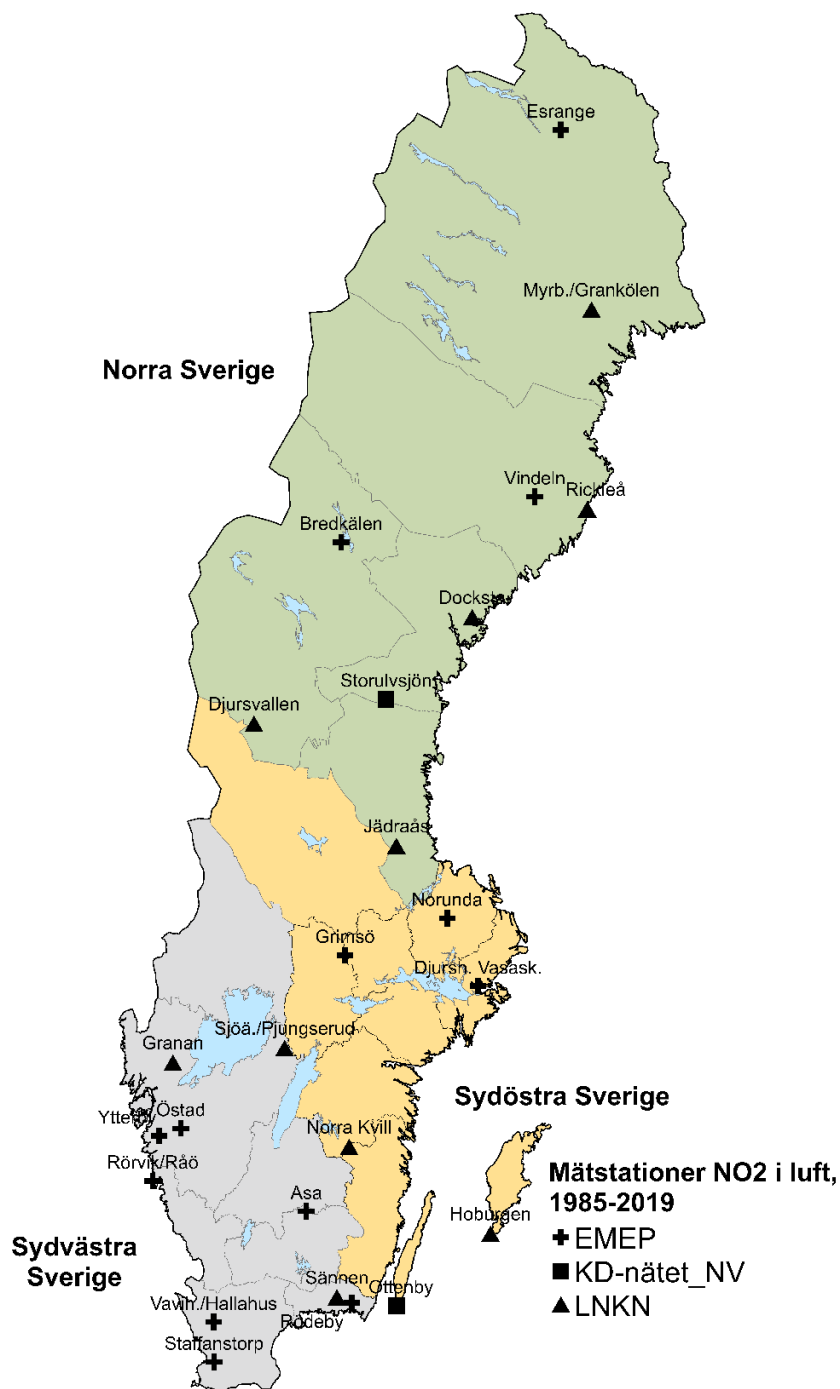 Esrange
Myrb./Grankölen
Norra Sverige
Vindeln
Rickleå
Bredkälen
Docksta
Storulvsjön
Djursvallen
Jädraås
Norunda
Grimsö
Djursh. Vasask.
Sjöä./Pjungserud
Granan
Sydöstra Sverige
Östad
Ytterby
Norra Kvill
Rörvik/Råö
Mätstationer NO2 i luft,
1985-2019
Asa
Hoburgen
EMEP
Sydvästra
Sverige
KD-nätet_NV
Sännen
Ottenby
Vavih./Hallahus
LNKN
Rödeby
Staffanstorp